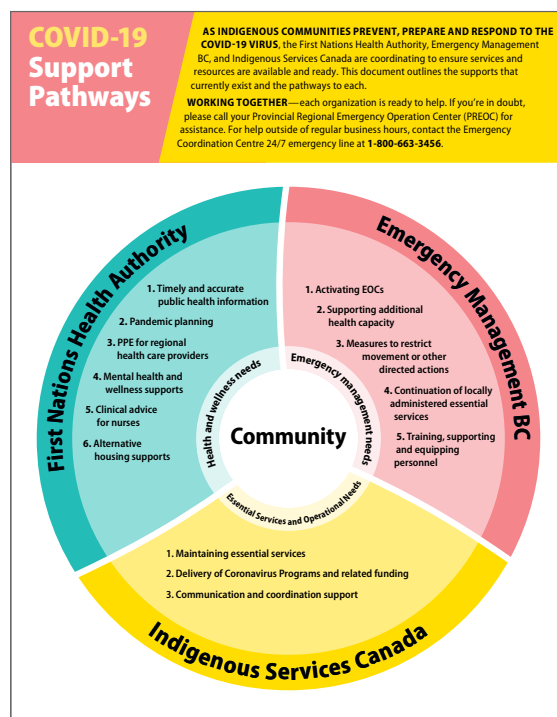 COVID-19
Support
Pathways
AS INDIGENOUS COMMUNITIES PREVENT, PREPARE AND RESPOND TO THE
COVID-19 VIRUS, the First Nations Health Authority, Emergency Management
BC, and Indigenous Services Canada are coordinating to ensure services and
resources are available and ready. This document outlines the supports that
currently exist and the pathways to each.
WORKING TOGETHER—each organization is ready to help. If you're in doubt,
please call your Provincial Regional Emergency Operation Center (PREOC) for
assistance. For help outside of regular business hours, contact the Emergency
Coordination Centre 24/7 emergency line at 1-800-663-3456.
First Nations Health Authority
1. Timely and accurate
public health information
2. Pandemic planning
3. PPE for regional
health care providers
4. Mental health and
wellness supports
5. Clinical advice
for nurses
6. Alternative
housing supports
Health and wellness needs
Emergency Management BC
1. Activating EOCs
2. Supporting additional
health capacity
3. Measures to restrict
movement or other
directed actions
4. Continuation of locally
administered essential
services
5. Training, supporting
and equipping
personnel
Emergency management needs
Community
Essential Services and Operational Needs
1. Maintaining essential services
2. Delivery of Coronavirus Programs and related funding
3. Communication and coordination support
Indigenous Services Canada